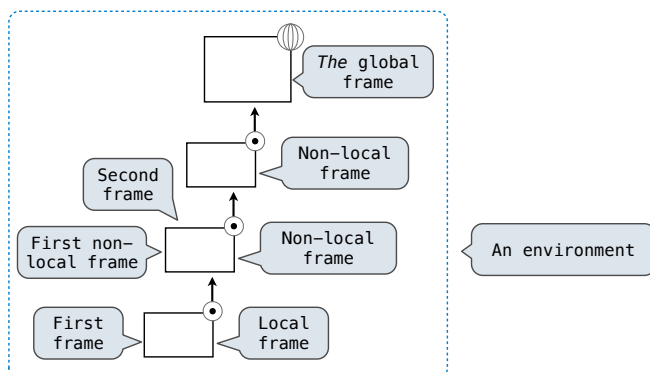 The global
frame
Non-local
frame
Second
frame
First non-
local frame
Non-local
frame
An environment
First
frame
Local
frame